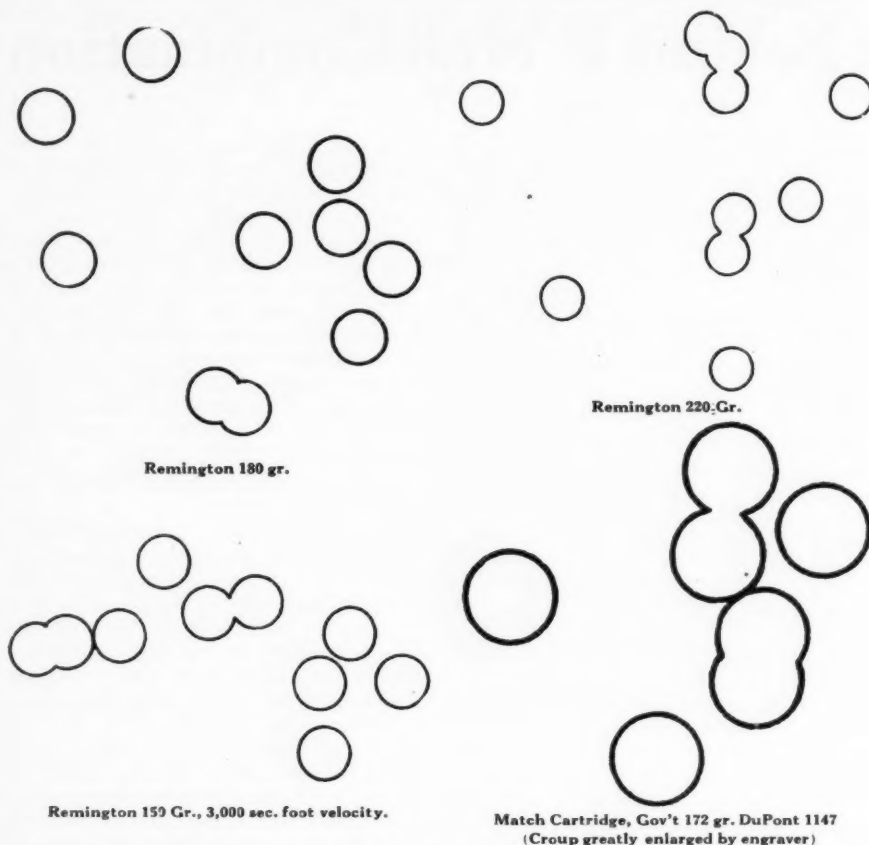 Remington 220-Gr.
Remington 180 gr.
Remington 150 Gr., 3,000 sec. foot velocity.
Match Cartridge, Gov't 172 gr. DuPont 1147
(Croup greatly enlarged by engraver)